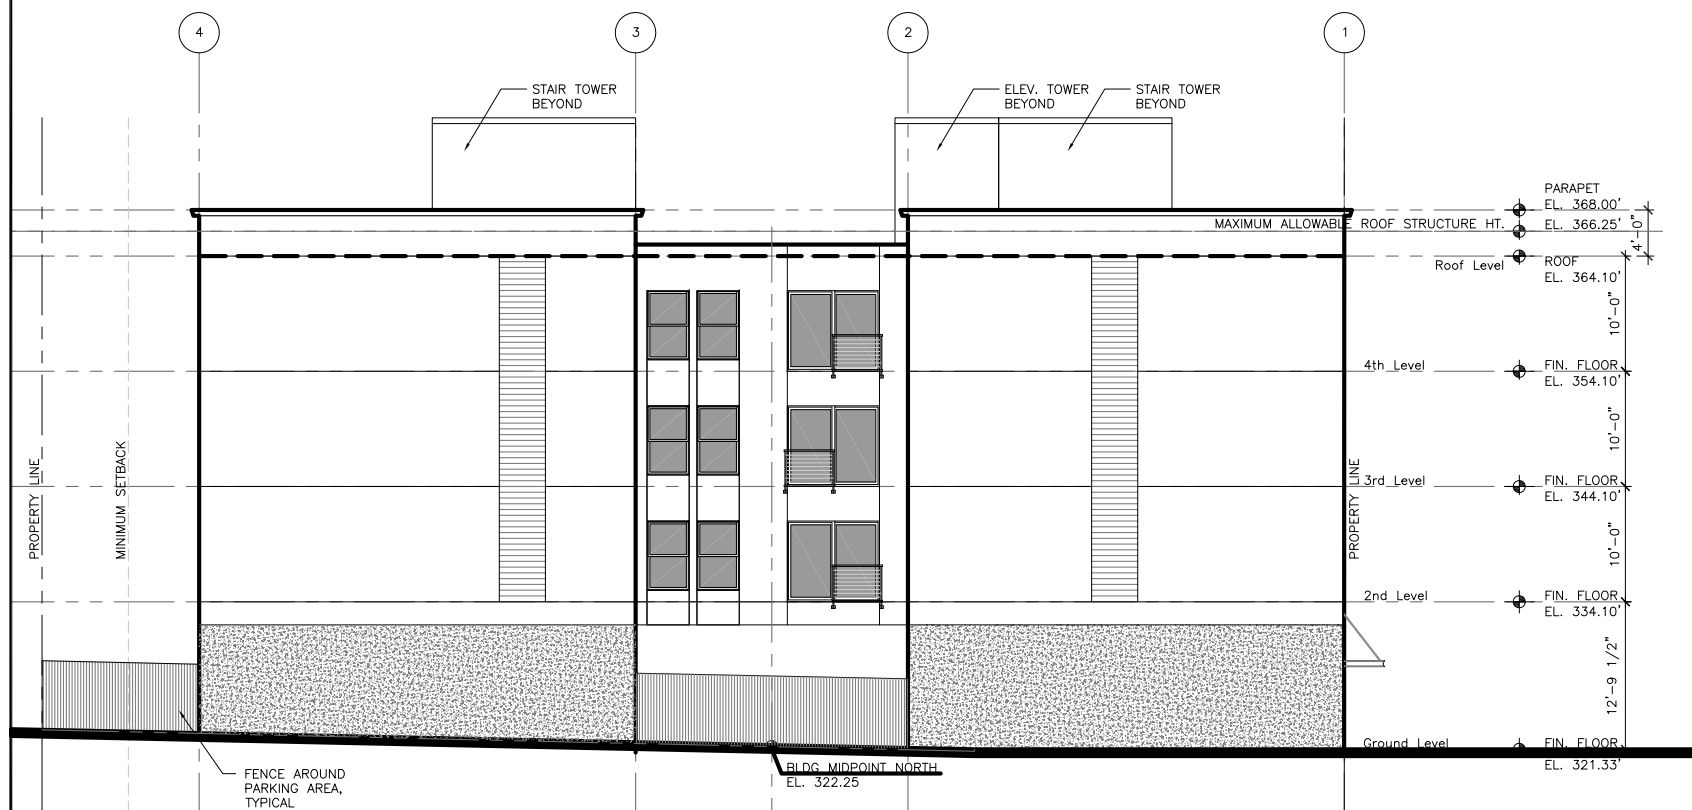 4
3
2
1
STAIR TOWER
BEYOND
ELEV. TOWER
BEYOND
STAIR TOWER
BEYOND
PARAPET
EL. 368.00'
MAXIMUM ALLOWABLE ROOF STRUCTURE HT.
EL. 366.25'
4'-0"
Roof Level
ROOF
EL. 364.10'
10'-0"
4th Level
FIN. FLOOR
EL. 354.10'
10'-0"
PROPERTY LINE
MINIMUM SETBACK
PROPERTY LINE
3rd Level
FIN. FLOOR
EL. 344.10'
10'-0"
2nd Level
FIN. FLOOR
EL. 334.10'
12'-9 1/2"
Ground Level
FIN. FLOOR
EL. 321.33'
BLDG MIDPOINT NORTH
EL. 322.25
FENCE AROUND
PARKING AREA,
TYPICAL